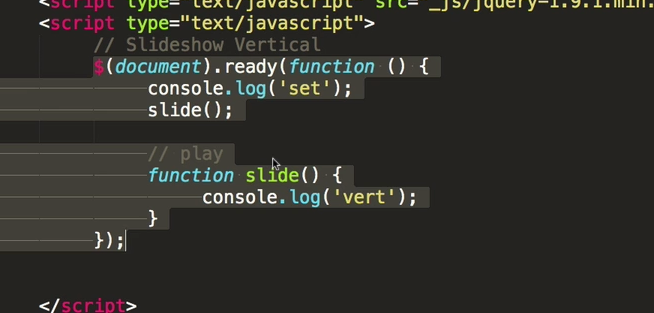 <script type="text/javascript" src="_js/jquery-1.9.1.min.
<script type="text/javascript">
// Slideshow Vertical
$(document).ready(function () {
console.log('set');
slide();
// play
function slide() {
console.log('vert');
}
});
</script>